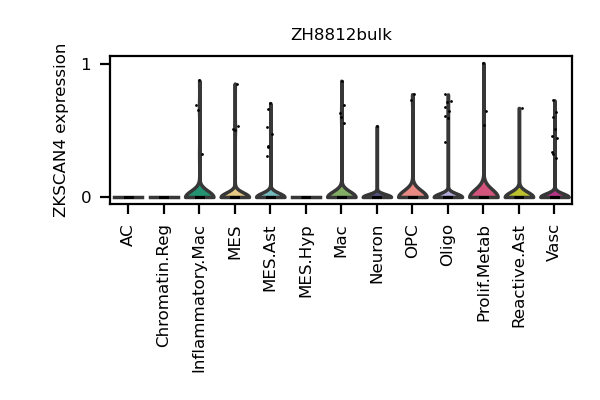 ZH8812bulk
ZKSCAN4 expression
1
0
AC
Chromatin.Reg
Inflammatory.Mac
MES
MES.Ast
MES.Hyp
Mac
Neuron
OPC
Oligo
Prolif.Metab
Reactive.Ast
Vasc